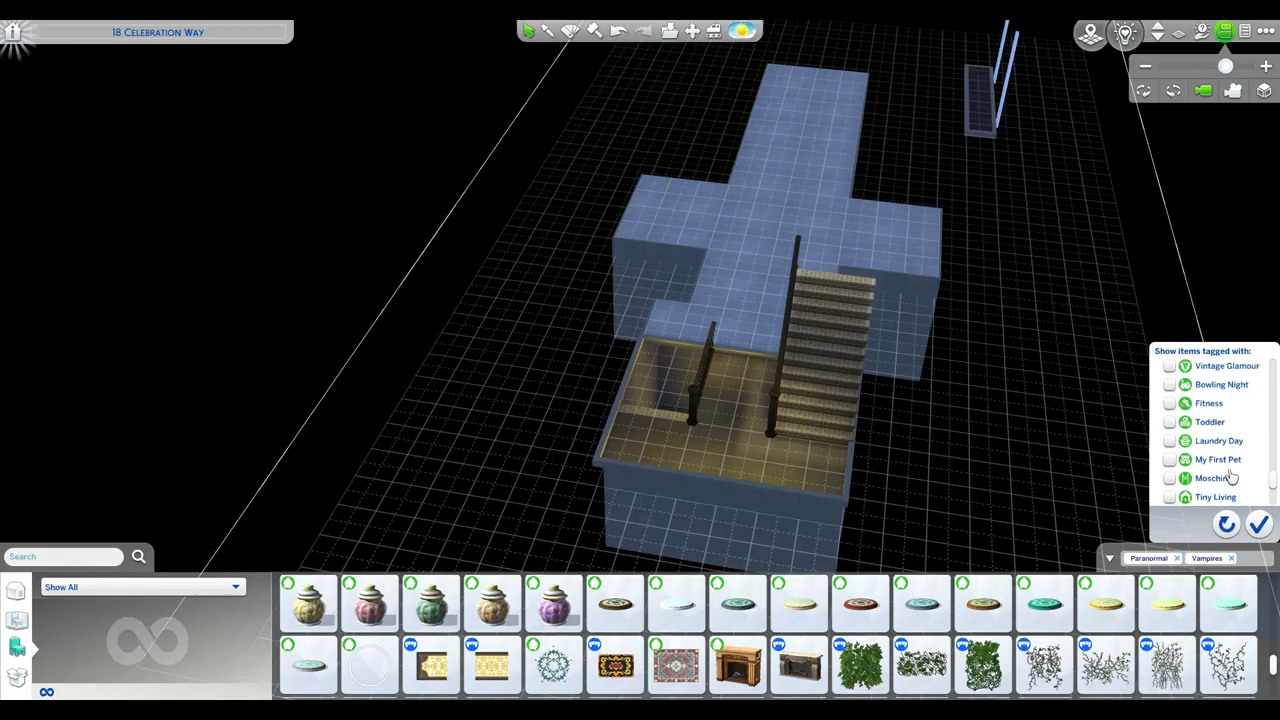 18 Celebration Way
Show items tagged with:
Vintage Glamour
Bowling Night
Fitness
Toddler
Laundry Day
My First Pet
Moschin
Tiny Living
Paranormal
Vampires
Search
Show All